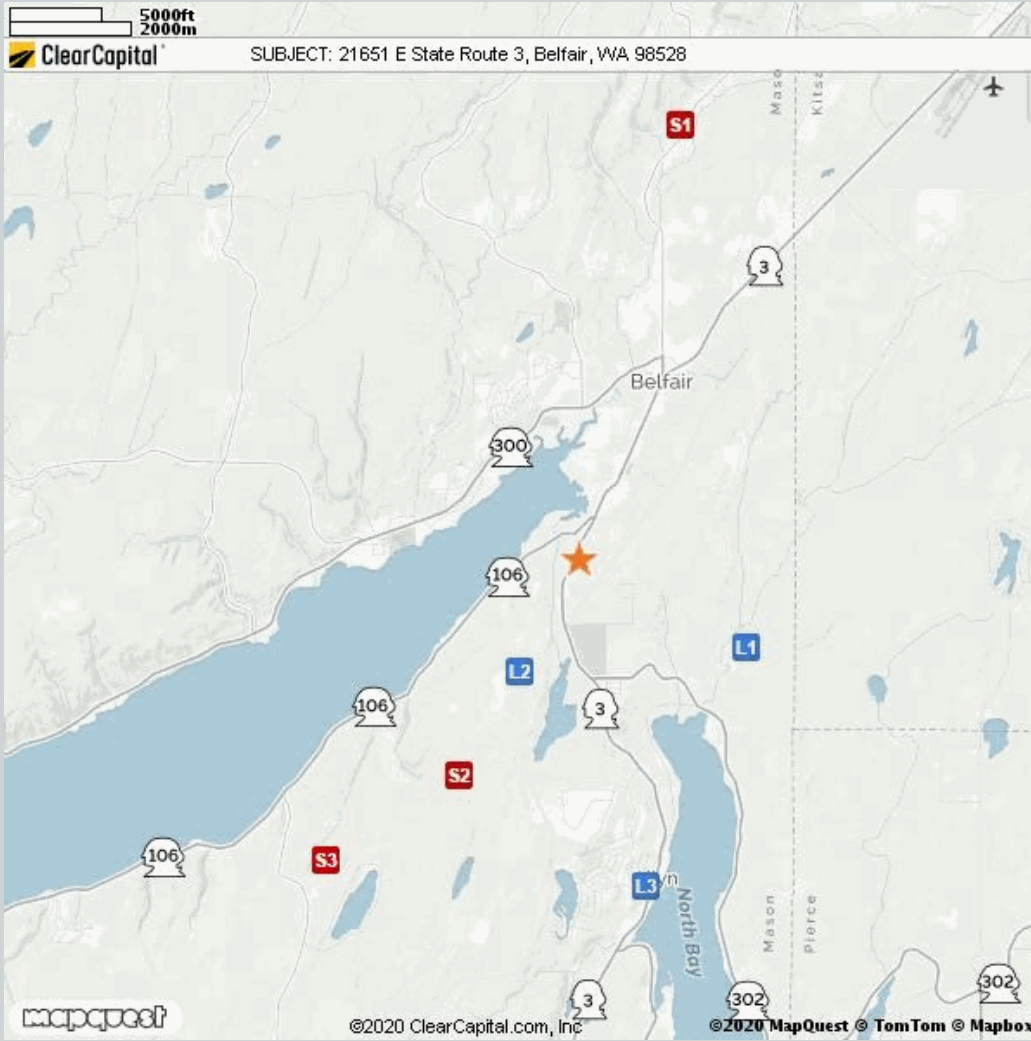 5000ft
2000m
ClearCapital
SUBJECT: 21651 E State Route 3, Belfair, WA 98528
S1
3
Belfair
300
106
L1
L2
106
3
S2
106
S3
L3
North Bay
Mason
Pierce
3
302
302
mapquest
©2020 ClearCapital.com, Inc
©2020 MapQuest © TomTom © Mapbox